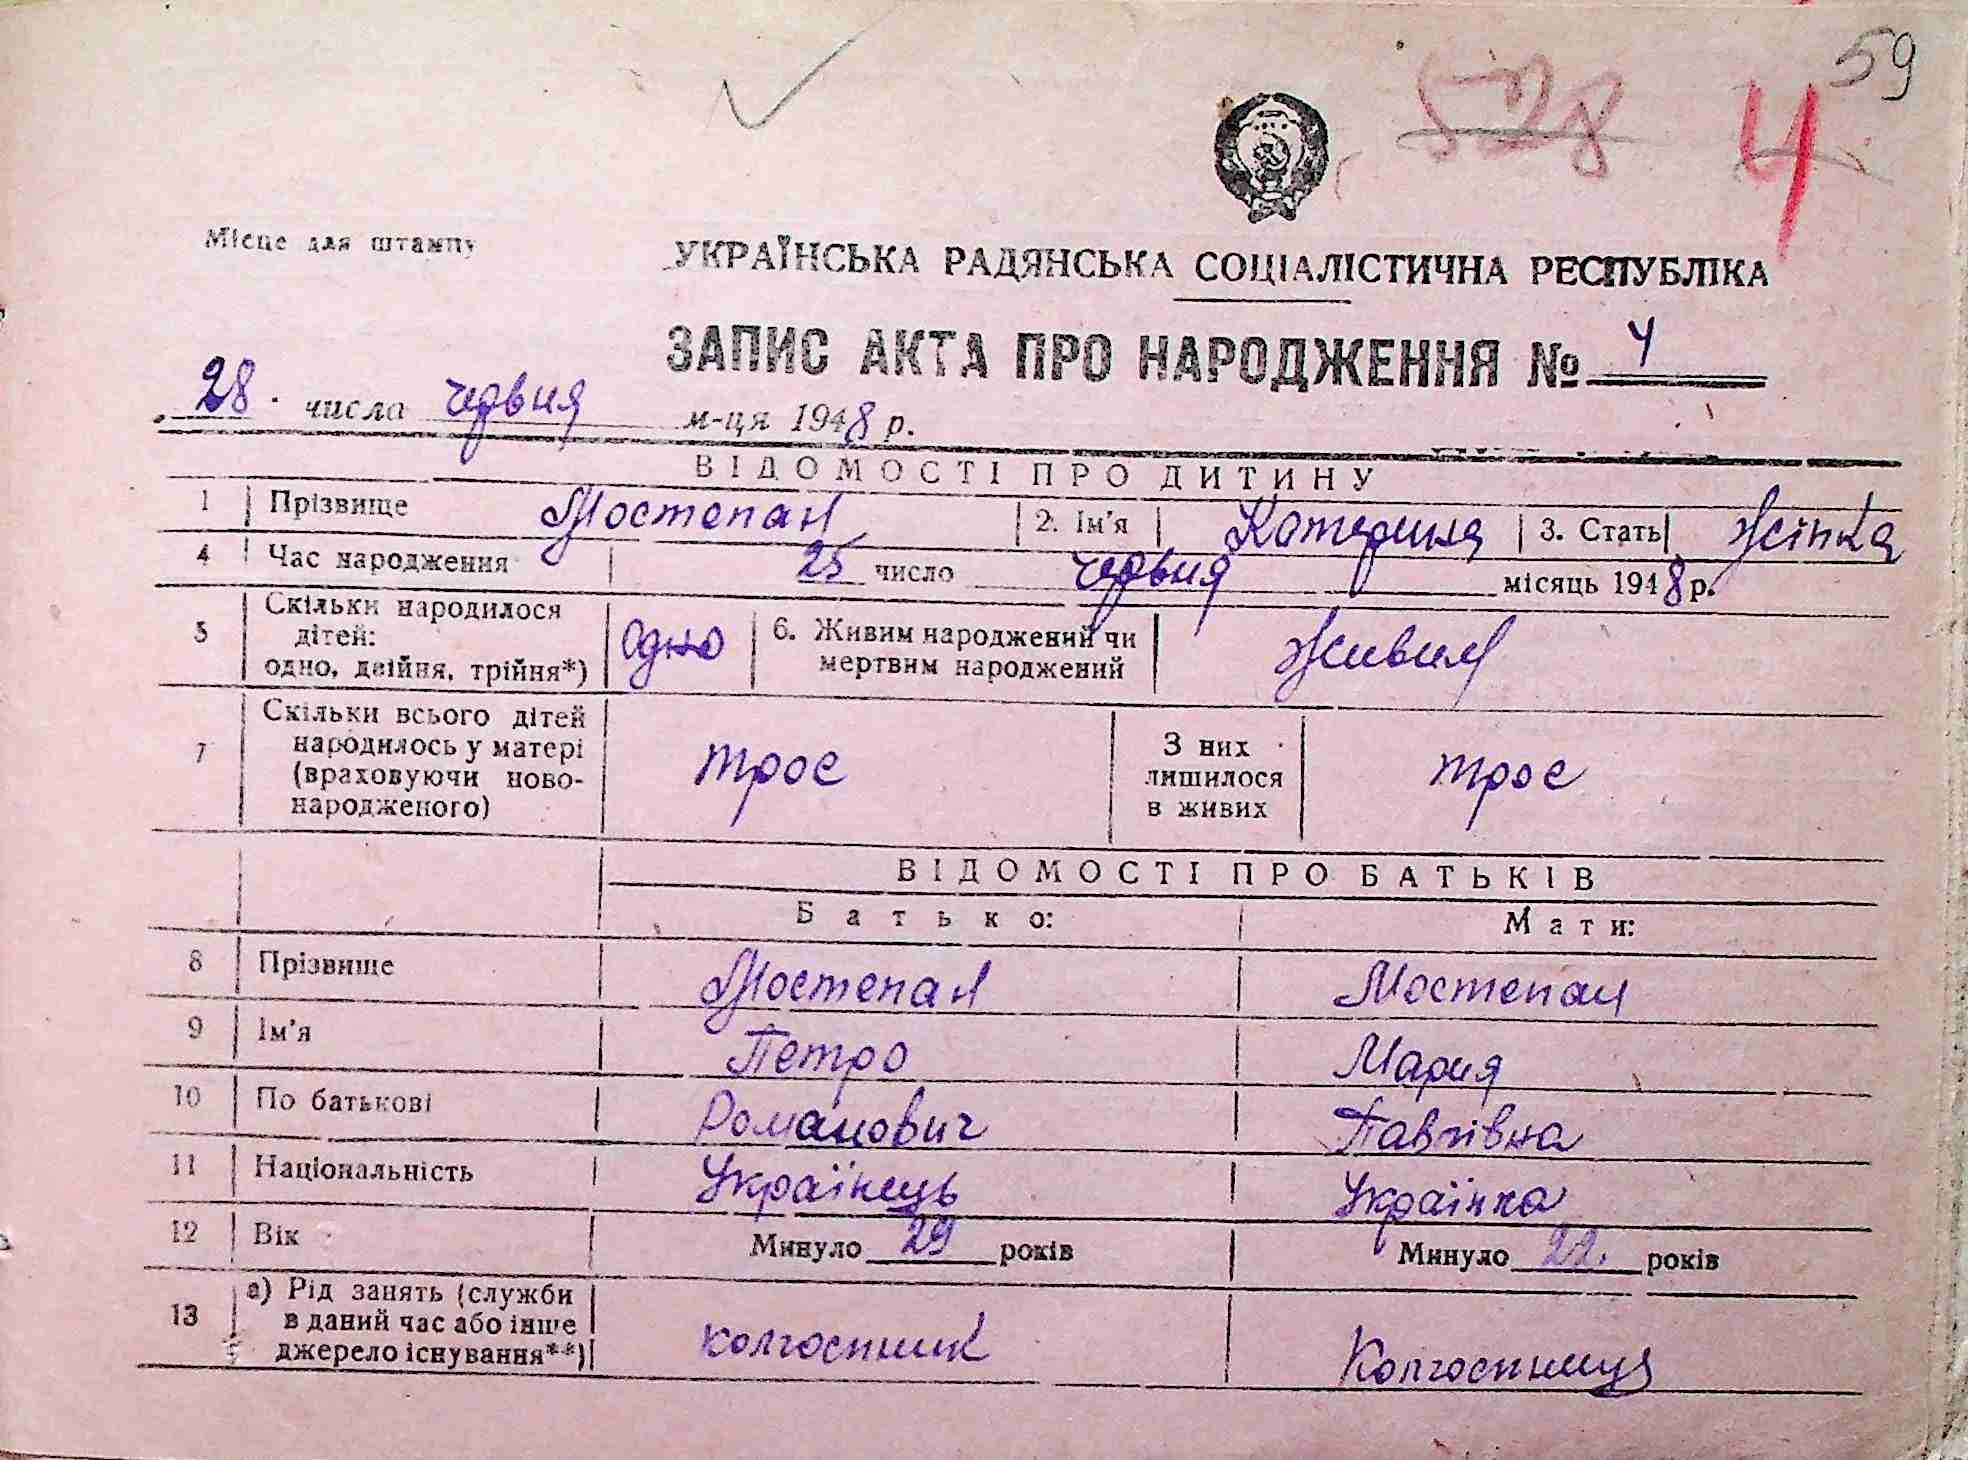 59
528 4
Місце для штампу
УКРАЇНСЬКА РАДЯНСЬКА СОЦІАЛІСТИЧНА РЕСПУБЛІКА
ЗАПИС АКТА ПРО НАРОДЖЕННЯ № 4
28 числа червня м-ця 1948 р.
ВІДОМОСТІ ПРО ДИТИНУ
1 Прізвище Мостепан 2. Ім'я Катерина 3. Стать жінка
4 Час народження 25 число червня місяць 1948 р.
5 Скільки народилося дітей: одно, двійня, трійня*) Одно 6. Живим народжений чи мертвим народжений Живим
7 Скільки всього дітей народилось у матері (враховуючи ново-народженого) троє З них лишилося в живих троє
ВІДОМОСТІ ПРО БАТЬКІВ
Батько: Мати:
8 Прізвище Мостепан Мостепан
9 Ім'я Петро Мария
10 По батькові Романович Павлівна
11 Національність Українець Українка
12 Вік Минуло 29 років Минуло 22. років
13 а) Рід занять (служби в даний час або інше джерело існування**) колгоспник Колгоспниця